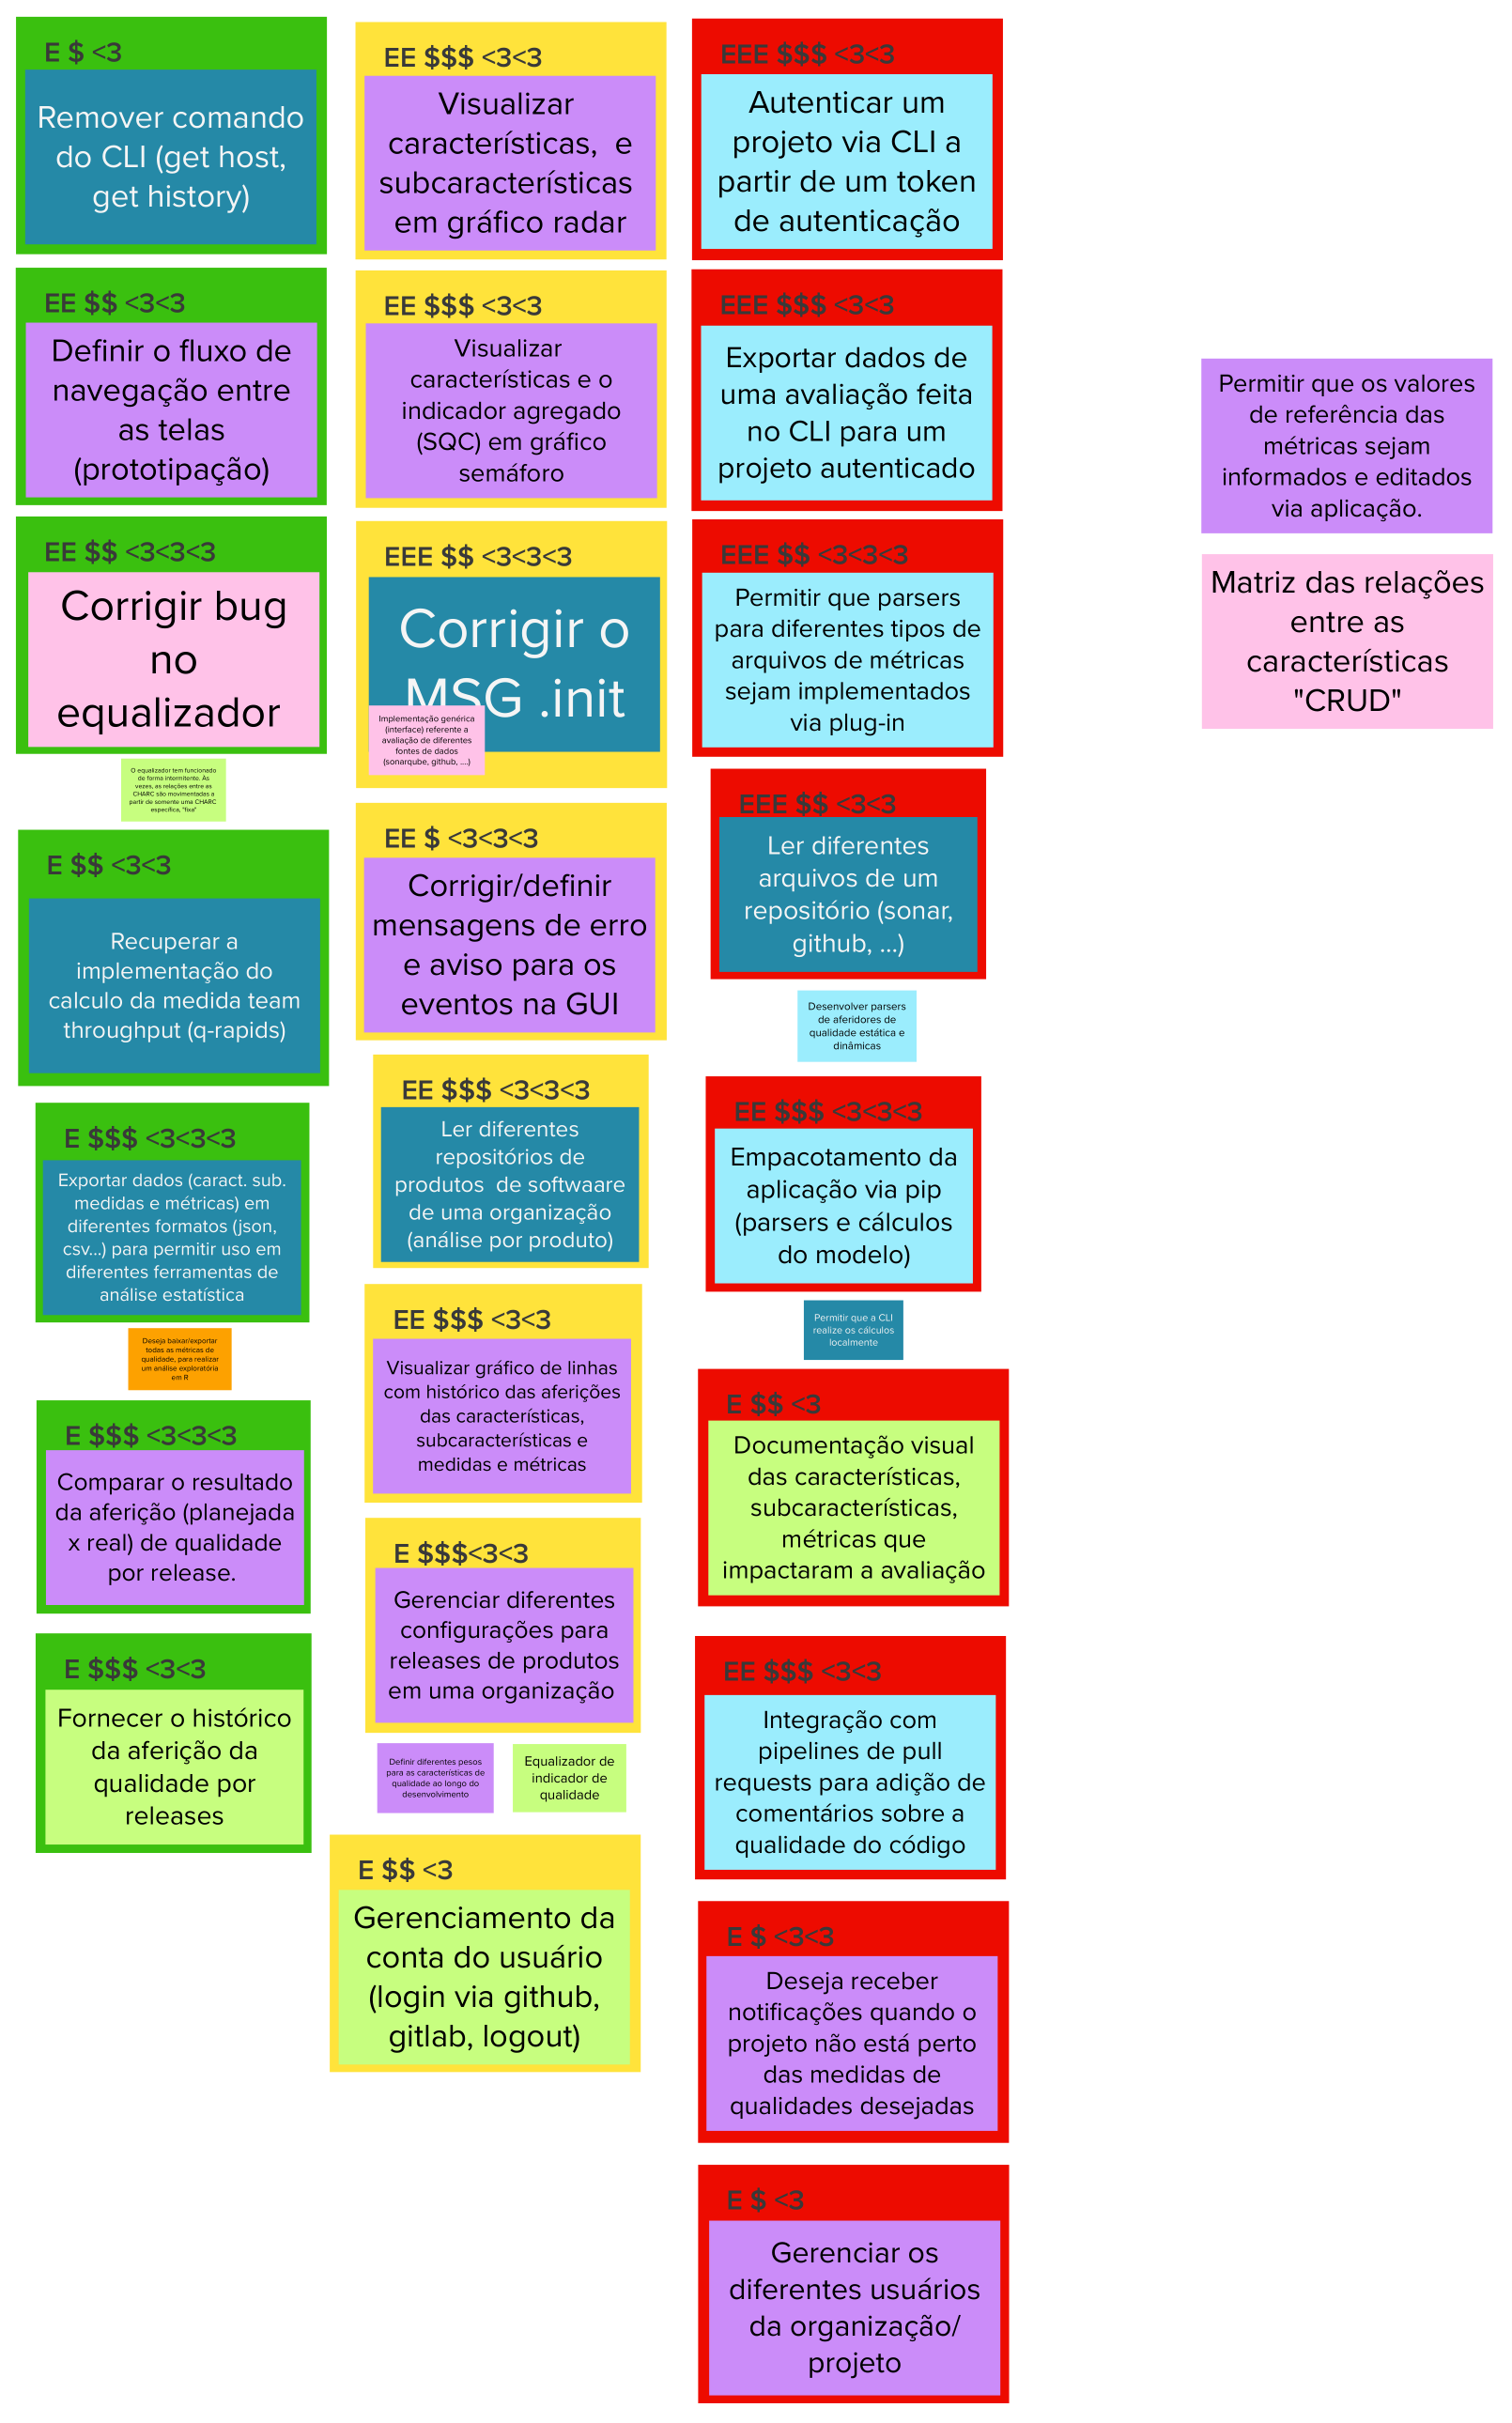 E $ <3
Remover comando
do CLI (get host,
get history)
EE $$ <3<3
Definir o fluxo de
navegação entre
as telas
(prototipação)
EE $$ <3<3<3
Corrigir bug
no
equalizador
O equalizador tem funcionado
de forma intermitente. Às
vezes, as relações entre as
CHARC são movimentadas a
partir de somente uma CHARC
específica, "fixa"
E $$ <3<3
Recuperar a
implementação do
calculo da medida team
throughput (q-rapids)
E $$$ <3<3<3
Exportar dados (caract. sub.
medidas e métricas) em
diferentes formatos (json,
csv...) para permitir uso em
diferentes ferramentas de
análise estatística
Deseja baixar/exportar
todas as métricas de
qualidade, para realizar
um análise exploratória
em R
E $$$ <3<3<3
Comparar o resultado
da aferição (planejada
x real) de qualidade
por release.
E $$$ <3<3
Fornecer o histórico
da aferição da
qualidade por
releases
EE $$$ <3<3
Visualizar
características,  e
subcaracterísticas
em gráfico radar
EE $$$ <3<3
Visualizar
características e o
indicador agregado
(SQC) em gráfico
semáforo
EEE $$ <3<3<3
Corrigir o
MSG .init
Implementação genérica
(interface) referente a
avaliação de diferentes
fontes de dados
(sonarqube, github, ....)
EE $ <3<3<3
Corrigir/definir
mensagens de erro
e aviso para os
eventos na GUI
EE $$$ <3<3<3
Ler diferentes
repositórios de
produtos  de softwaare
de uma organização
(análise por produto)
EE $$$ <3<3
Visualizar gráfico de linhas
com histórico das aferições
das características,
subcaracterísticas e
medidas e métricas
E $$$<3<3
Gerenciar diferentes
configurações para
releases de produtos
em uma organização
Definir diferentes pesos
para as características de
qualidade ao longo do
desenvolvimento
Equalizador de
indicador de
qualidade
E $$ <3
Gerenciamento da
conta do usuário
(login via github,
gitlab, logout)
EEE $$$ <3<3
Autenticar um
projeto via CLI a
partir de um token
de autenticação
EEE $$$ <3<3
Exportar dados de
uma avaliação feita
no CLI para um
projeto autenticado
EEE $$ <3<3<3
Permitir que parsers
para diferentes tipos de
arquivos de métricas
sejam implementados
via plug-in
EEE $$ <3<3
Ler diferentes
arquivos de um
repositório (sonar,
github, ...)
Desenvolver parsers
de aferidores de
qualidade estática e
dinâmicas
EE $$$ <3<3<3
Empacotamento da
aplicação via pip
(parsers e cálculos
do modelo)
Permitir que a CLI
realize os cálculos
localmente
E $$ <3
Documentação visual
das características,
subcaracterísticas,
métricas que
impactaram a avaliação
EE $$$ <3<3
Integração com
pipelines de pull
requests para adição de
comentários sobre a
qualidade do código
E $ <3<3
Deseja receber
notificações quando o
projeto não está perto
das medidas de
qualidades desejadas
E $ <3
Gerenciar os
diferentes usuários
da organização/
projeto
Permitir que os valores
de referência das
métricas sejam
informados e editados
via aplicação.
Matriz das relações
entre as
características
"CRUD"